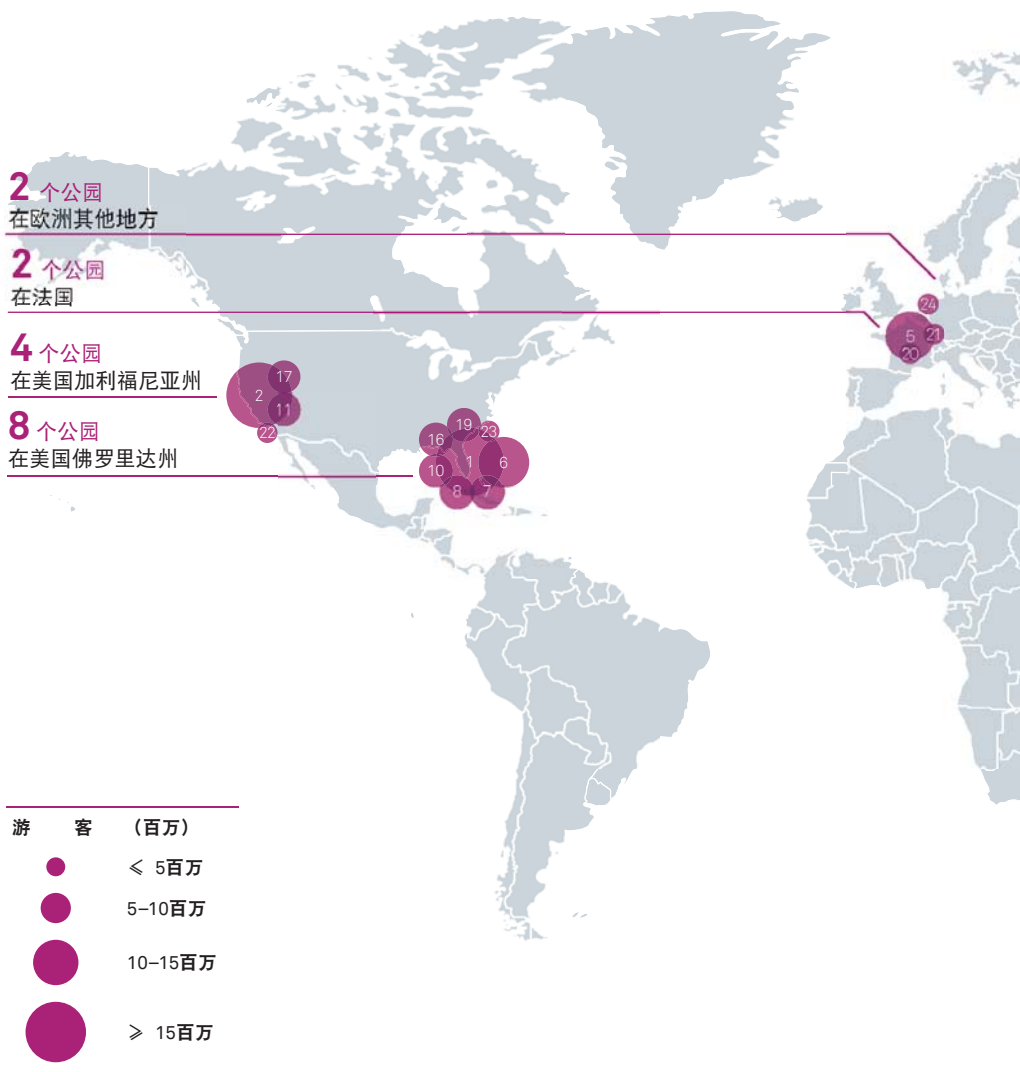 2 个公园
在欧洲其他地方
2 个公园
在法国
4 个公园
在美国加利福尼亚州
8 个公园
在美国佛罗里达州
24
5
21
20
17
2
11
22
19
23
16
1
6
10
8
7
游 客 （百万）
⩽ 5百万
5–10百万
10–15百万
⩾ 15百万